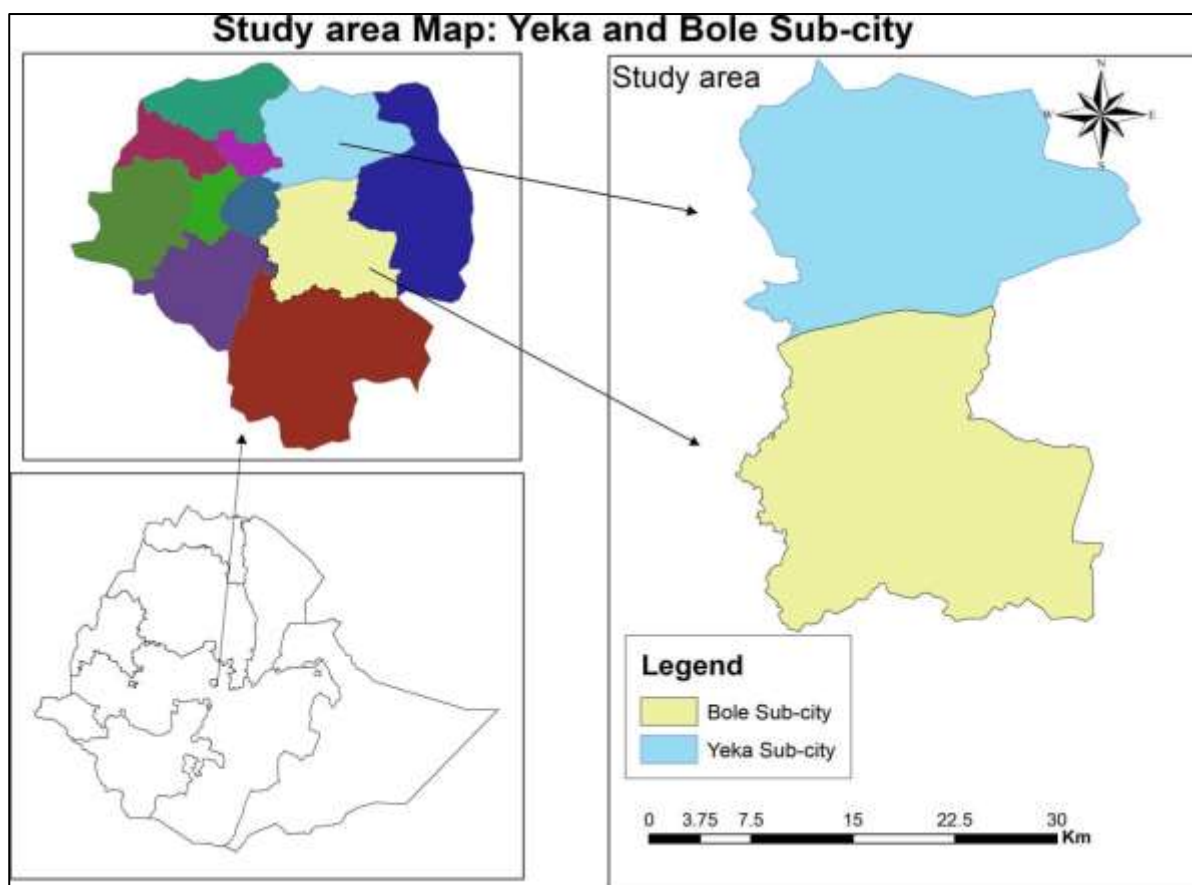 Study area Map: Yeka and Bole Sub-city
Study area
N
W E
S
Legend
Bole Sub-city
Yeka Sub-city
0 3.75 7.5 15 22.5 30
Km